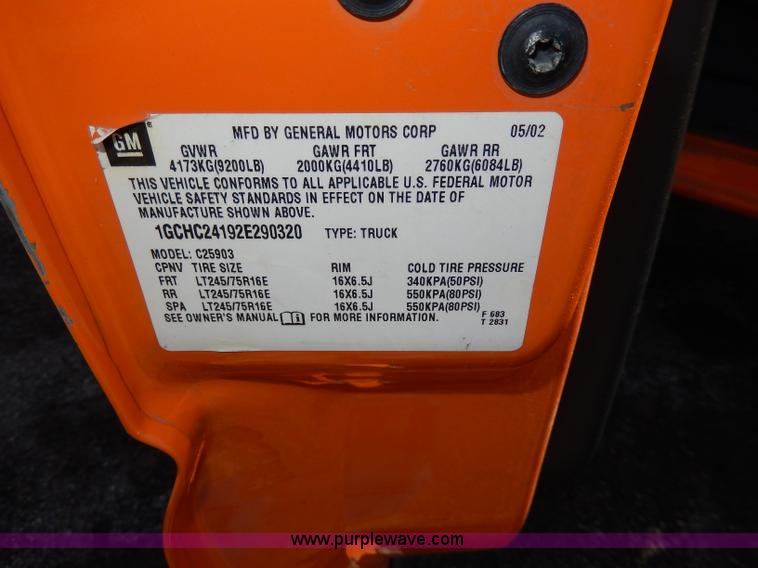 GM
MFD BY GENERAL MOTORS CORP 05/02
GVWR GAWR FRT GAWR RR
4173KG(9200LB) 2000KG(4410LB) 2760KG(6084LB)
THIS VEHICLE CONFORMS TO ALL APPLICABLE U.S. FEDERAL MOTOR
VEHICLE SAFETY STANDARDS IN EFFECT ON THE DATE OF
MANUFACTURE SHOWN ABOVE.
1GCHC24192E290320 TYPE: TRUCK
MODEL: C25903
CPNV TIRE SIZE RIM COLD TIRE PRESSURE
FRT LT245/75R16E 16X6.5J 340KPA(50PSI)
RR LT245/75R16E 16X6.5J 550KPA(80PSI)
SPA LT245/75R16E 16X6.5J 550KPA(80PSI)
SEE OWNER'S MANUAL FOR MORE INFORMATION. F 683
T 2831
www.purplewave.com